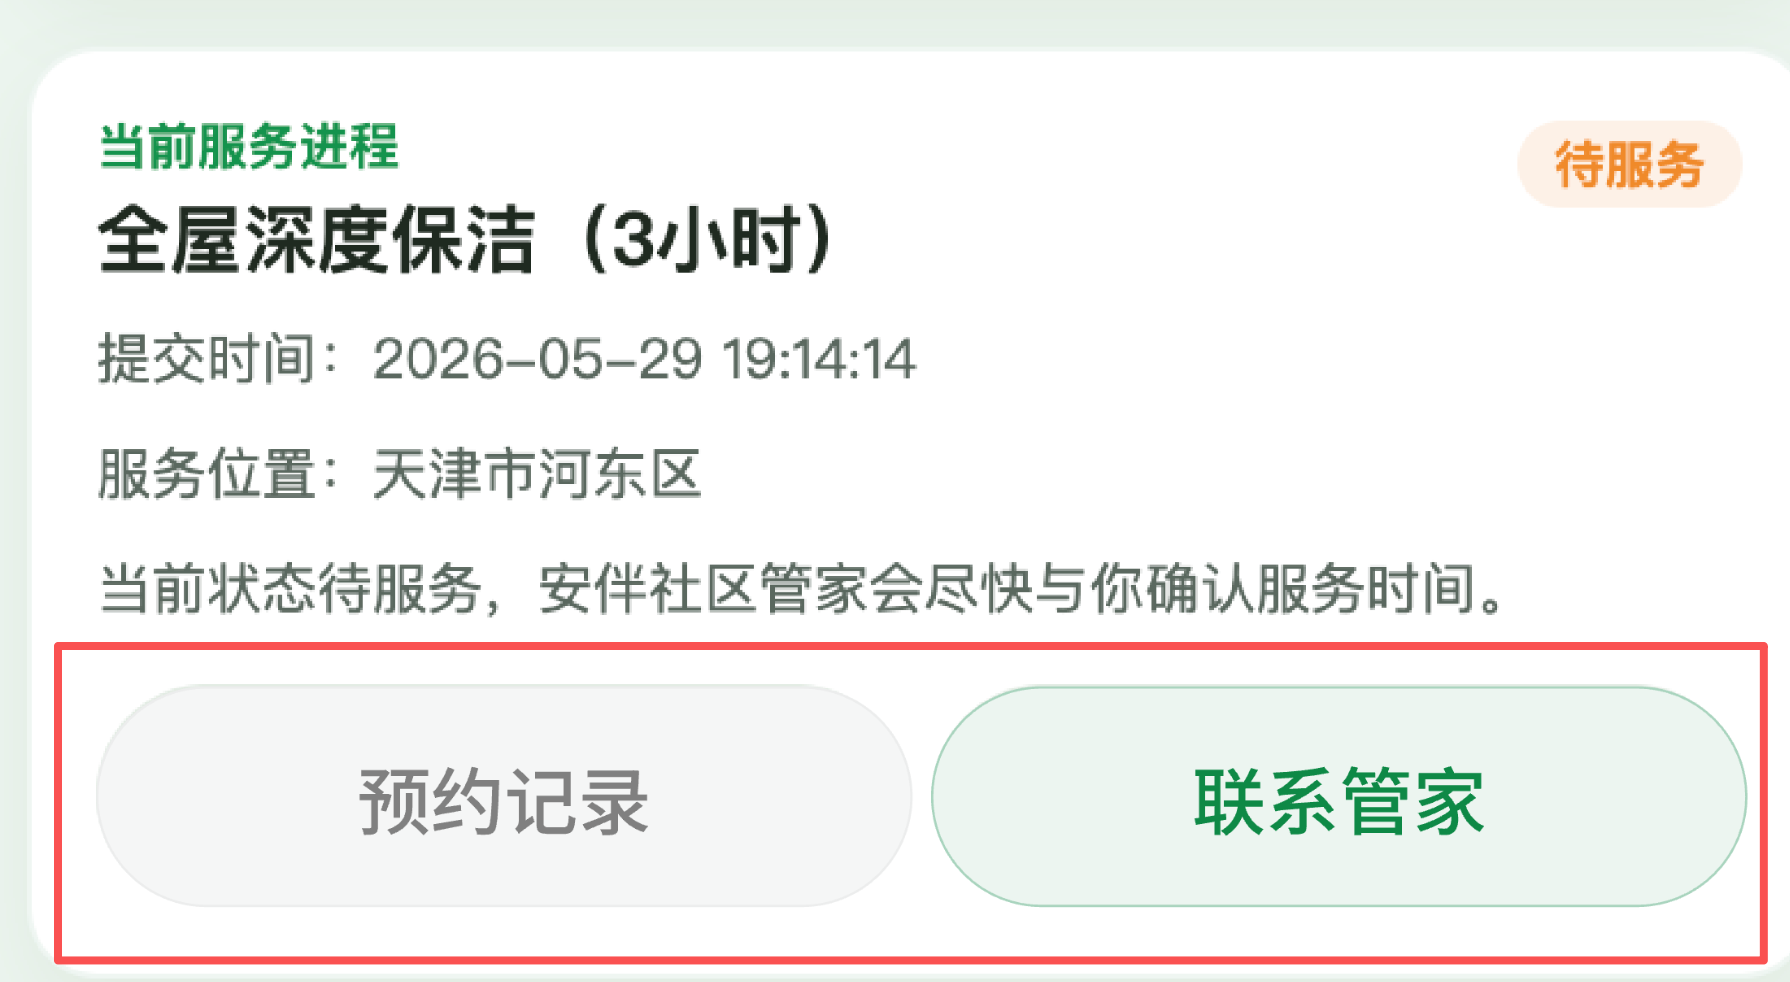 当前服务进程
待服务
全屋深度保洁（3小时）
提交时间：2026-05-29 19:14:14
服务位置：天津市河东区
当前状态待服务，安伴社区管家会尽快与你确认服务时间。
预约记录
联系管家